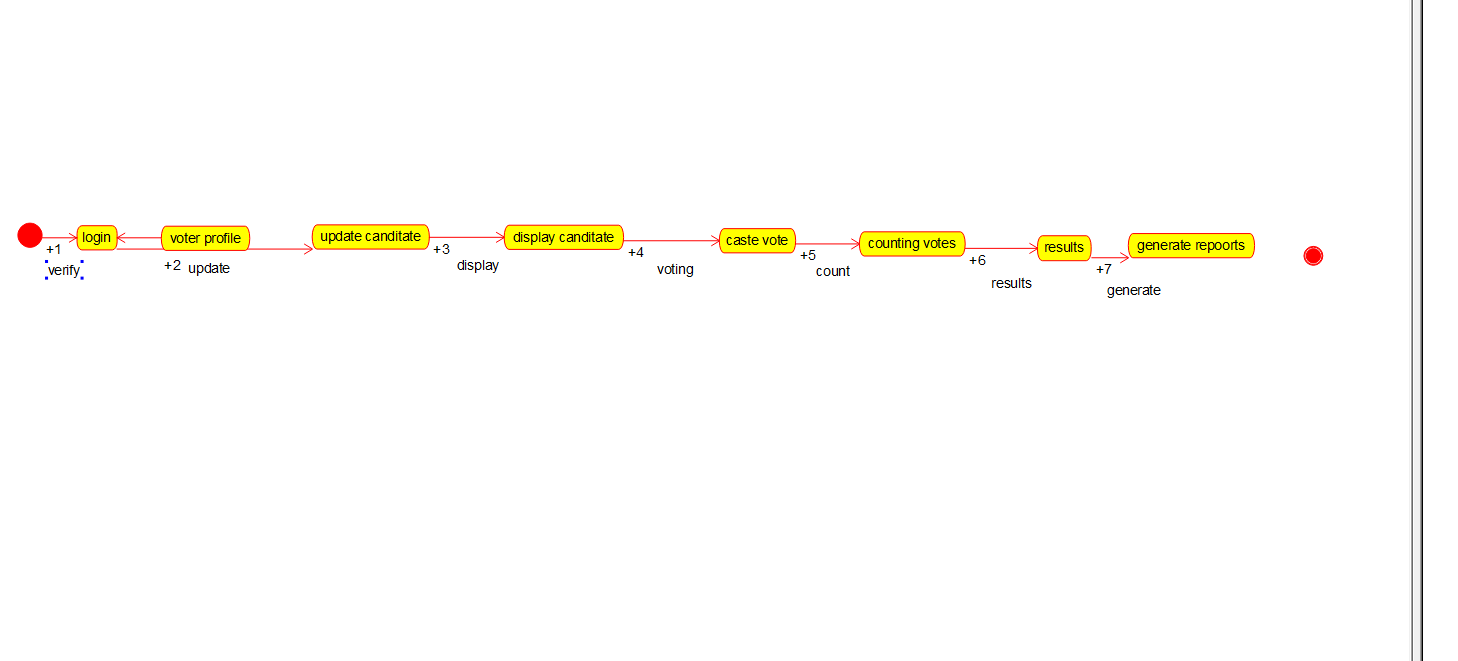 login
voter profile
update canditate
display canditate
caste vote
counting votes
results
generate repoorts
+1
verify
+2 update
+3
display
+4
voting
+5
count
+6
results
+7
generate